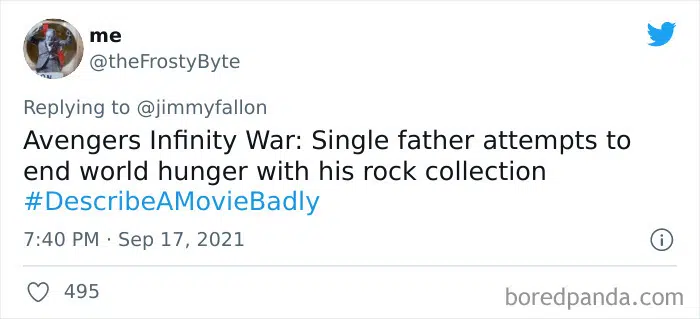 me
@theFrostyByte
Replying to @jimmyfallon
Avengers Infinity War: Single father attempts to
end world hunger with his rock collection
#DescribeAMovieBadly
7:40 PM · Sep 17, 2021
495
boredpanda.com